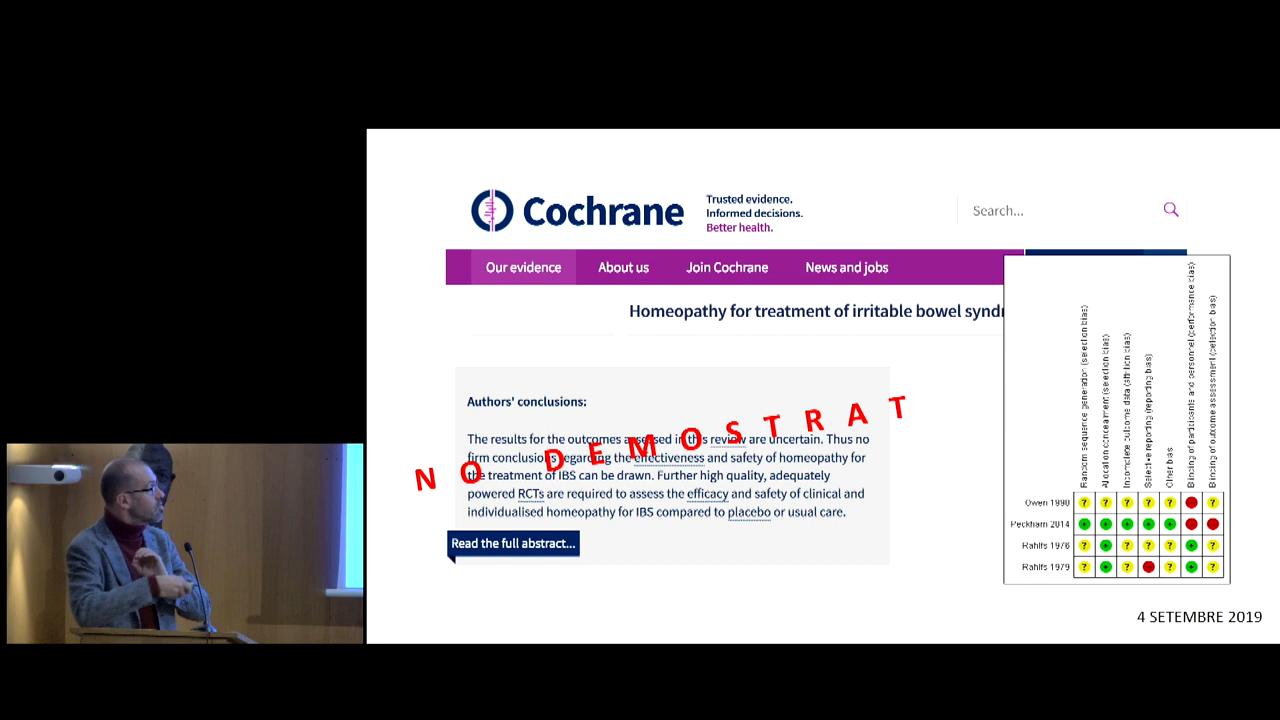 Cochrane
Trusted evidence.
Informed decisions.
Better health.
Search...
Our evidence
About us
Join Cochrane
News and jobs
Homeopathy for treatment of irritable bowel synd
Authors' conclusions:
The results for the outcomes assessed in this review are uncertain. Thus no
firm conclusions regarding the effectiveness and safety of homeopathy for
the treatment of IBS can be drawn. Further high quality, adequately
powered RCTs are required to assess the efficacy and safety of clinical and
individualised homeopathy for IBS compared to placebo or usual care.
Read the full abstract...
NO DEMOSTRAT
Random sequence generation (selection bias)
Allocation concealment (selection bias)
Incomplete outcome data (attrition bias)
Selective reporting (reporting bias)
Other bias
Blinding of participants and personnel (performance bias)
Blinding of outcome assessment (detection bias)
Owen 1990 ? ? ? ? ? - ?
Peckham 2014 + + + + + - -
Rahlfs 1976 ? + ? ? ? + ?
Rahlfs 1979 ? + ? - ? + ?
4 SETEMBRE 2019